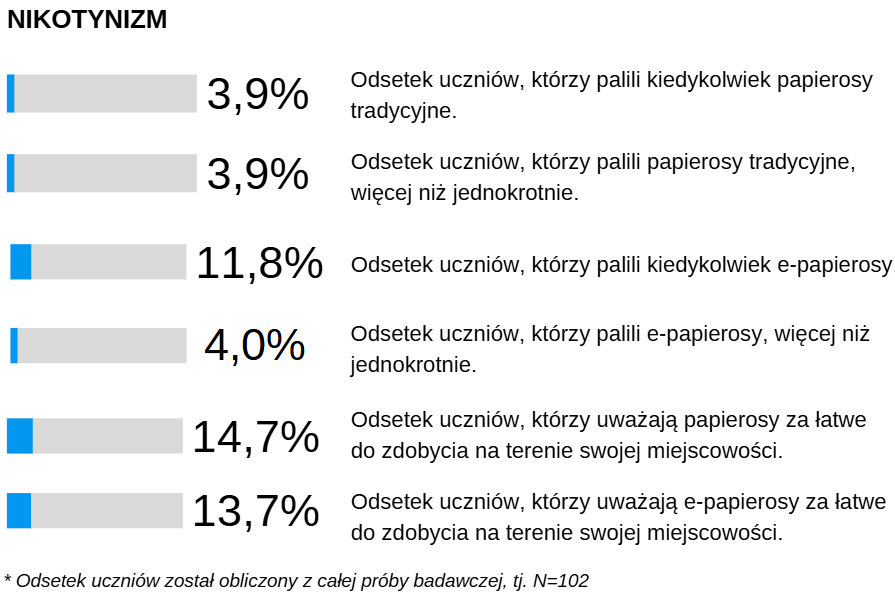 NIKOTYNIZM
3,9%
Odsetek uczniów, którzy palili kiedykolwiek papierosy
tradycyjne.
3,9%
Odsetek uczniów, którzy palili papierosy tradycyjne,
więcej niż jednokrotnie.
11,8%
Odsetek uczniów, którzy palili kiedykolwiek e-papierosy.
4,0%
Odsetek uczniów, którzy palili e-papierosy, więcej niż
jednokrotnie.
14,7%
Odsetek uczniów, którzy uważają papierosy za łatwe
do zdobycia na terenie swojej miejscowości.
13,7%
Odsetek uczniów, którzy uważają e-papierosy za łatwe
do zdobycia na terenie swojej miejscowości.
* Odsetek uczniów został obliczony z całej próby badawczej, tj. N=102